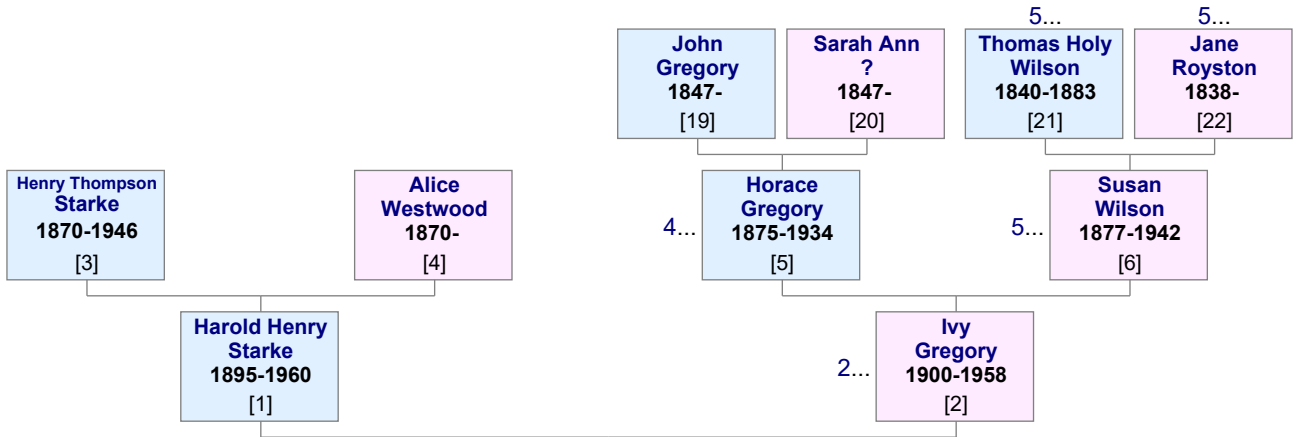 5...
5...
John
Gregory
1847-
[19]
Sarah Ann
?
1847-
[20]
Thomas Holy
Wilson
1840-1883
[21]
Jane
Royston
1838-
[22]
Henry Thompson
Starke
1870-1946
[3]
Alice
Westwood
1870-
[4]
4...
Horace
Gregory
1875-1934
[5]
5...
Susan
Wilson
1877-1942
[6]
Harold Henry
Starke
1895-1960
[1]
2...
Ivy
Gregory
1900-1958
[2]